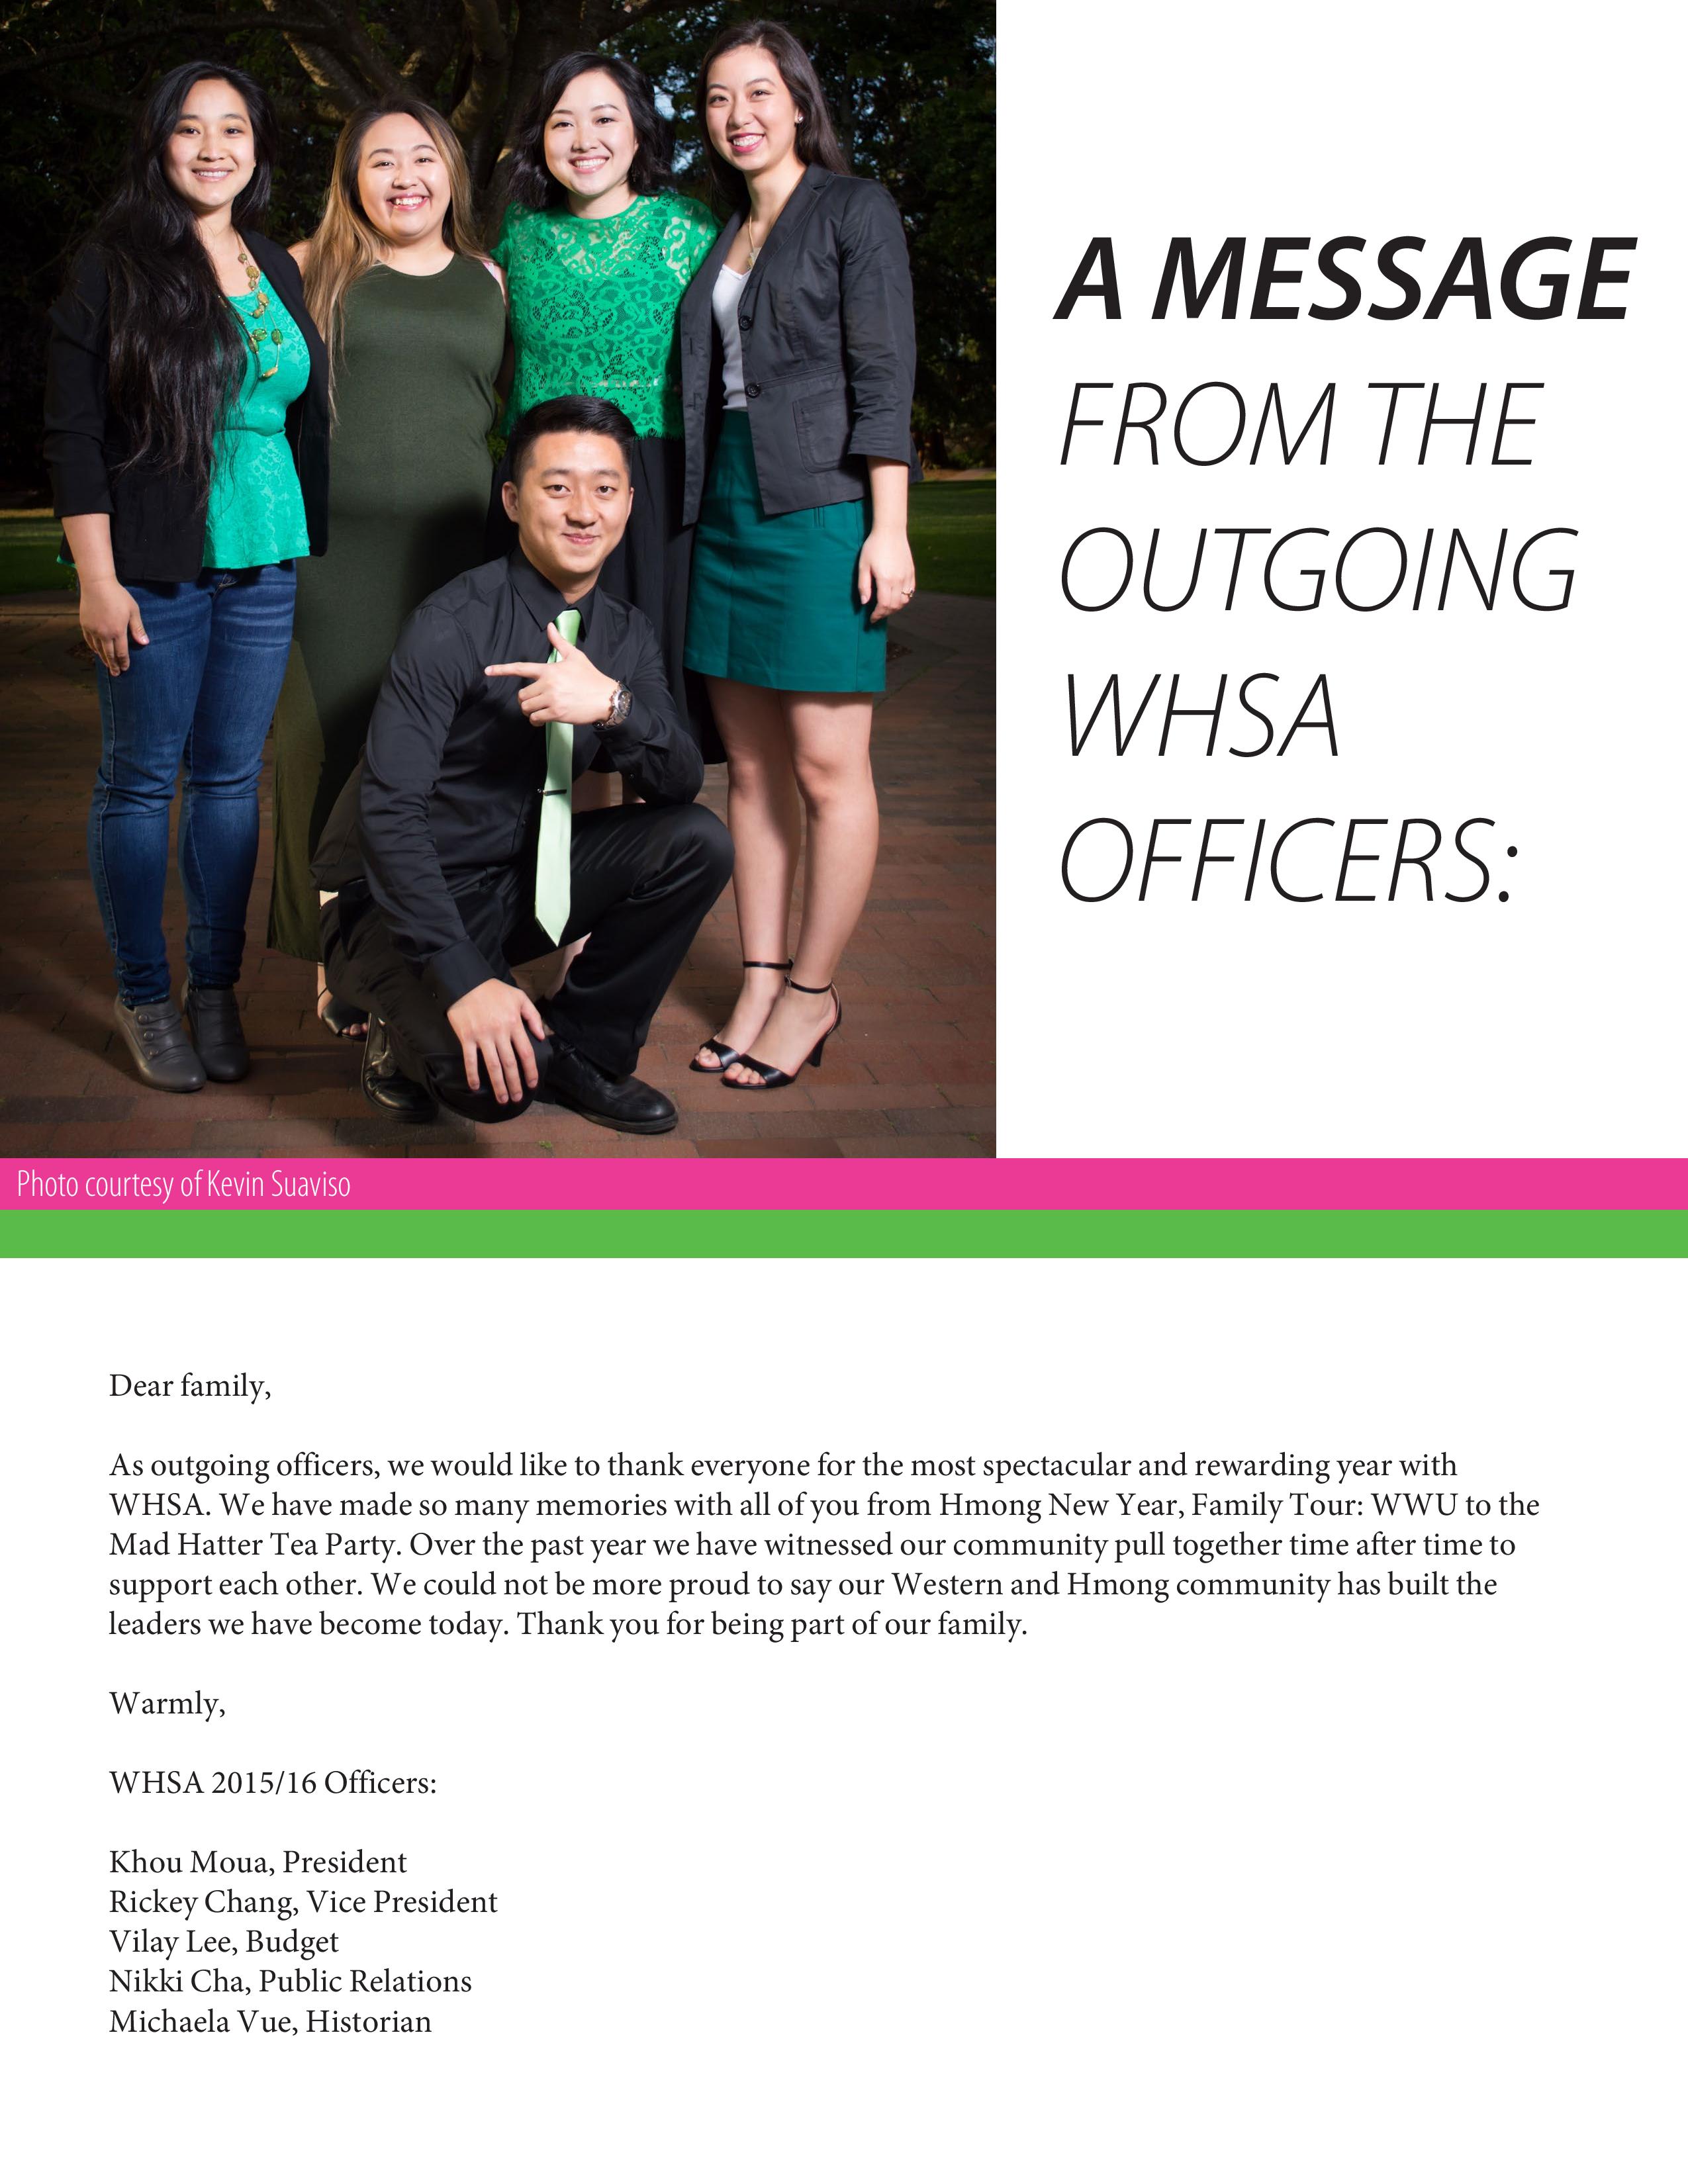 A MESSAGE
FROM THE
OUTGOING
WHSA
OFFICERS:
Photo courtesy of Kevin Suaviso
Dear family,
As outgoing officers, we would like to thank everyone for the most spectacular and rewarding year with
WHSA. We have made so many memories with all of you from Hmong New Year, Family Tour: WWU to the
Mad Hatter Tea Party. Over the past year we have witnessed our community pull together time after time to
support each other. We could not be more proud to say our Western and Hmong community has built the
leaders we have become today. Thank you for being part of our family.
Warmly,
WHSA 2015/16 Officers:
Khou Moua, President
Rickey Chang, Vice President
Vilay Lee, Budget
Nikki Cha, Public Relations
Michaela Vue, Historian